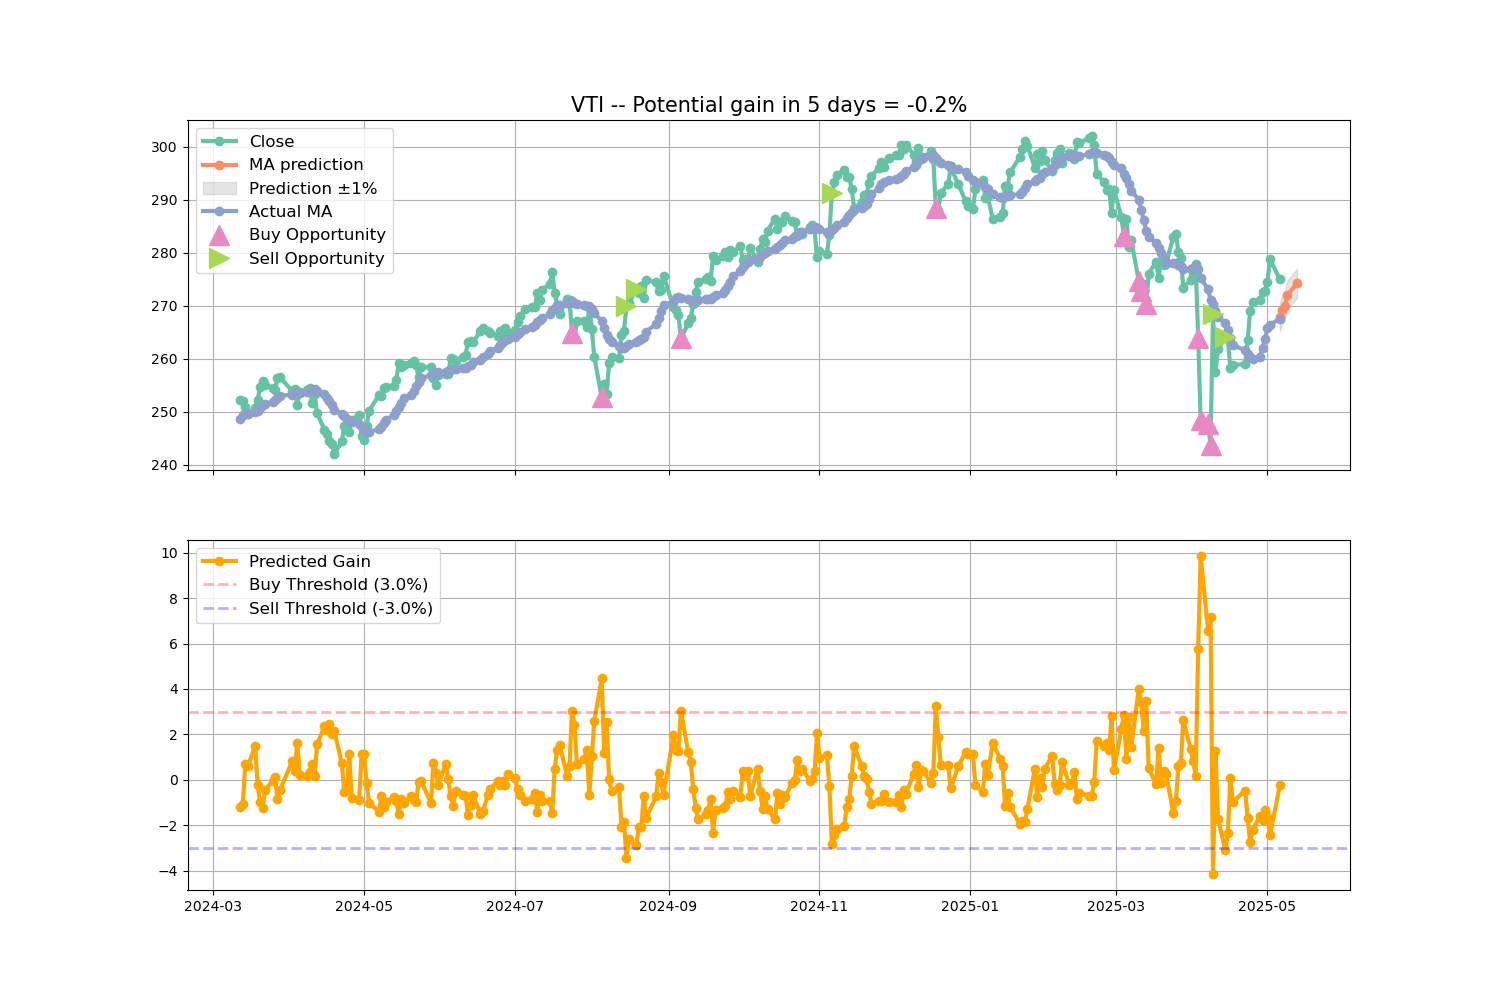 VTI -- Potential gain in 5 days = -0.2%
300
290
280
270
260
250
240
Close
MA prediction
Prediction ±1%
Actual MA
Buy Opportunity
Sell Opportunity
10
8
6
4
2
0
−2
−4
Predicted Gain
Buy Threshold (3.0%)
Sell Threshold (-3.0%)
2024-03
2024-05
2024-07
2024-09
2024-11
2025-01
2025-03
2025-05